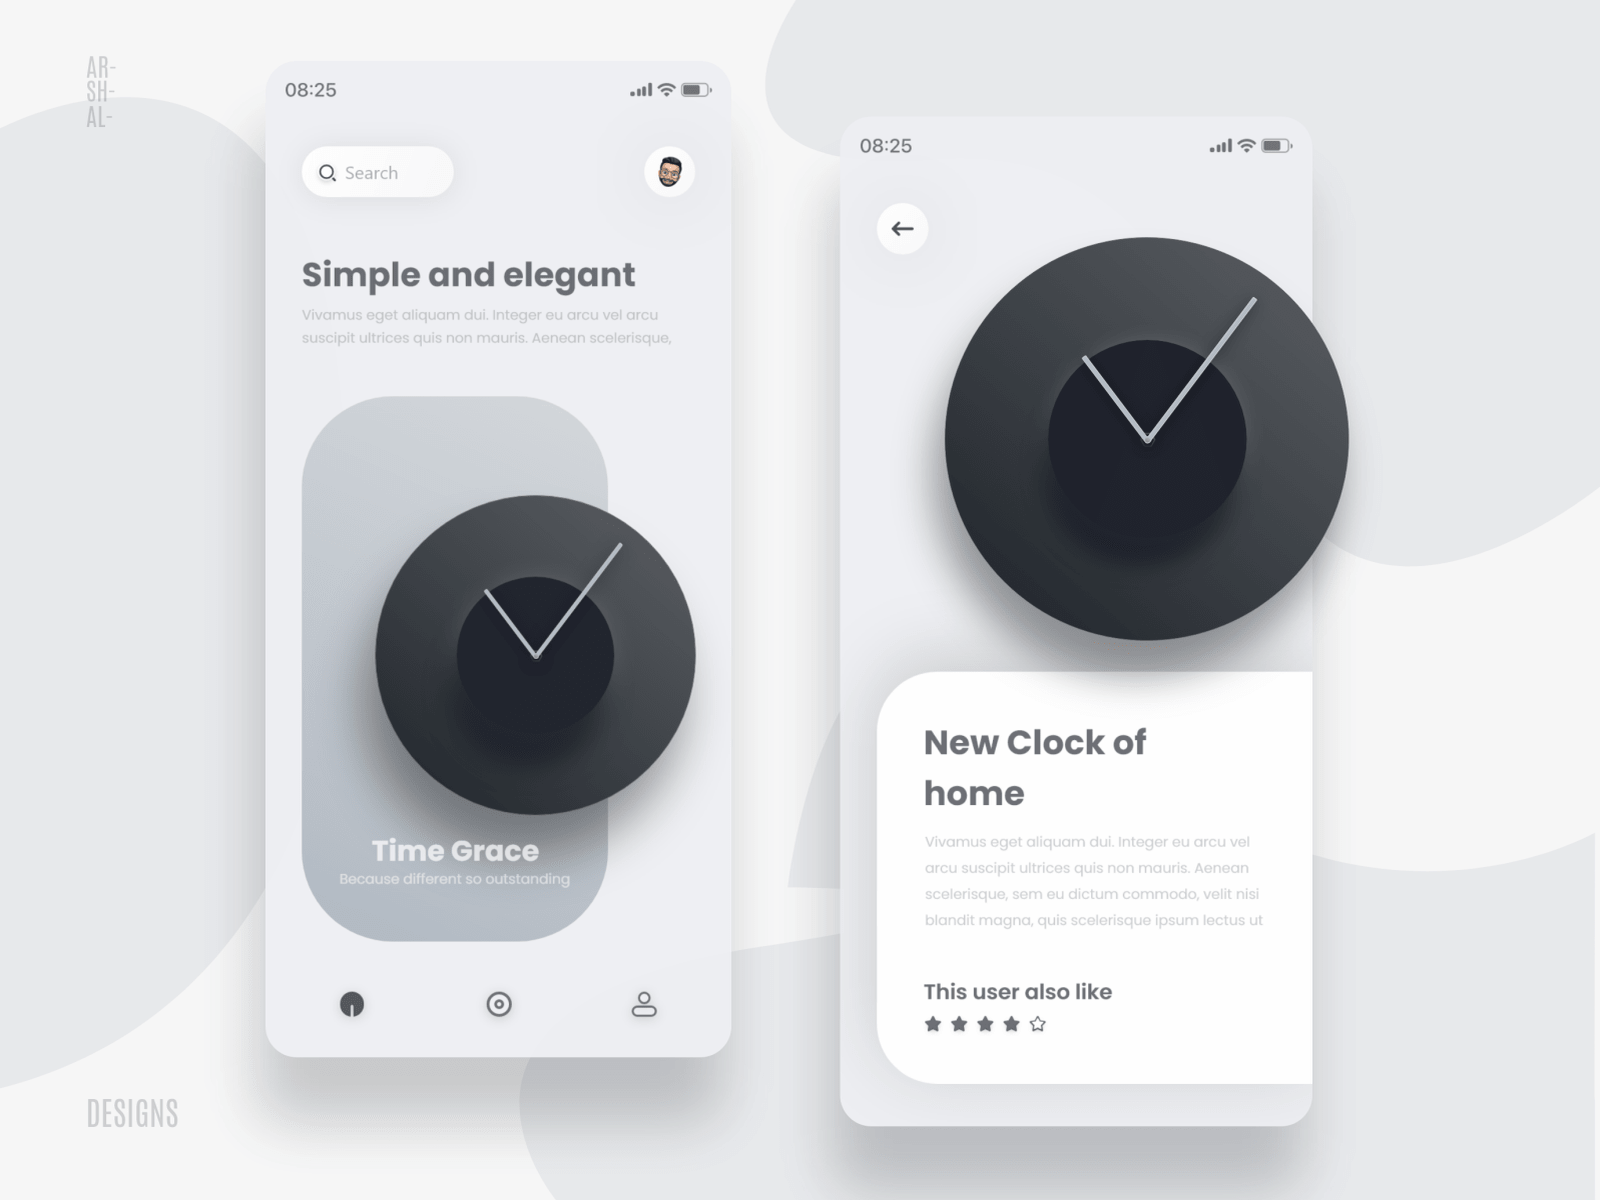 AR-
SH-
AL-
08:25
Search
Simple and elegant
Vivamus eget aliquam dui. Integer eu arcu vel arcu
suscipit ultrices quis non mauris. Aenean scelerisque,
Time Grace
Because different so outstanding
DESIGNS
08:25
New Clock of
home
Vivamus eget aliquam dui. Integer eu arcu vel
arcu suscipit ultrices quis non mauris. Aenean
scelerisque, sem eu dictum commodo, velit nisi
blandit magna, quis scelerisque ipsum lectus ut
This user also like